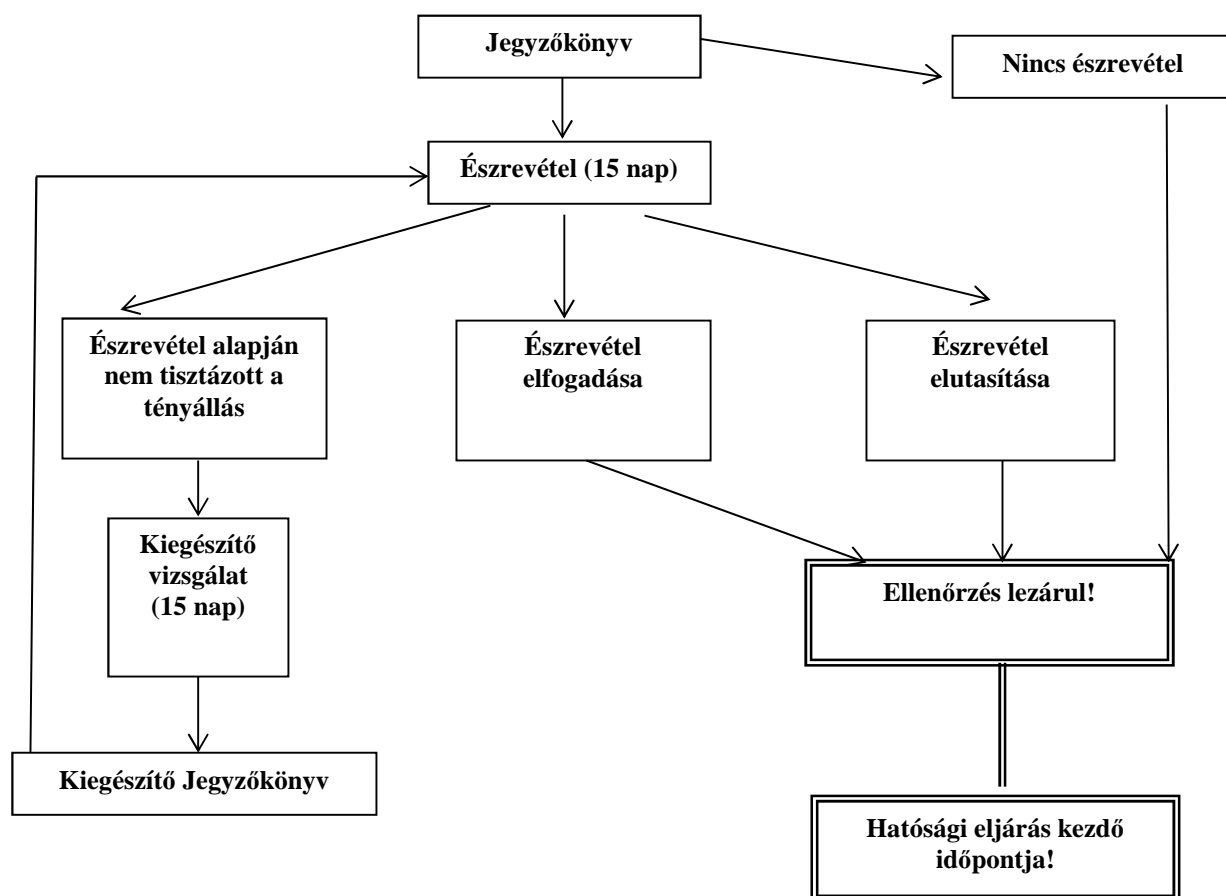 Jegyzőkönyv
Nincs észrevétel
Észrevétel (15 nap)
Észrevétel alapján
nem tisztázott a
tényállás
Észrevétel
elfogadása
Észrevétel
elutasítása
Kiegészítő
vizsgálat
(15 nap)
Ellenőrzés lezárul!
Kiegészítő Jegyzőkönyv
Hatósági eljárás kezdő
időpontja!